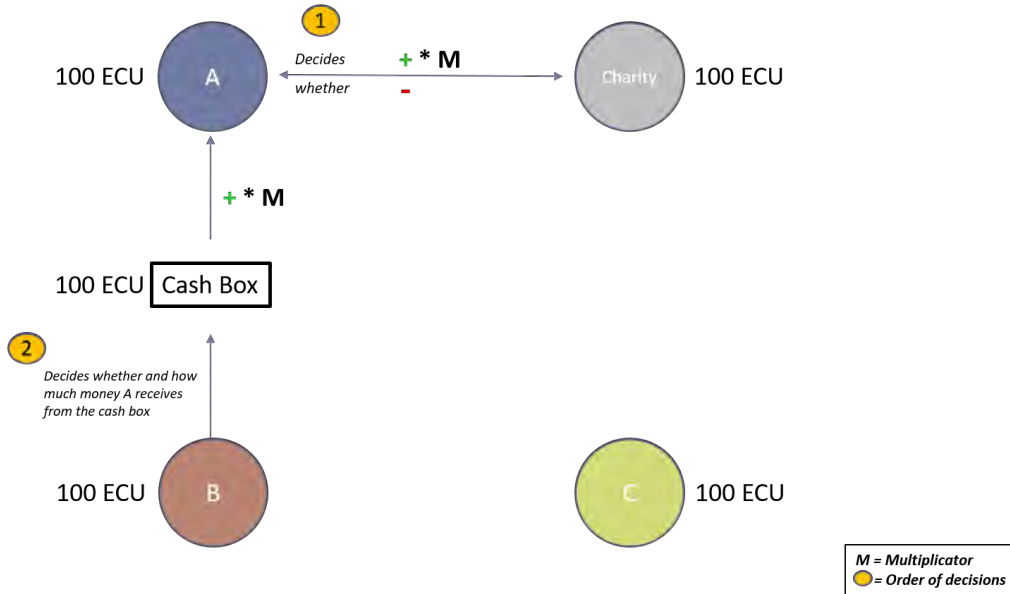 1
100 ECU
A
Decides
whether
+ * M
-
Charity
100 ECU
+ * M
100 ECU
Cash Box
2
Decides whether and how
much money A receives
from the cash box
100 ECU
B
C
100 ECU
M = Multiplicator
= Order of decisions